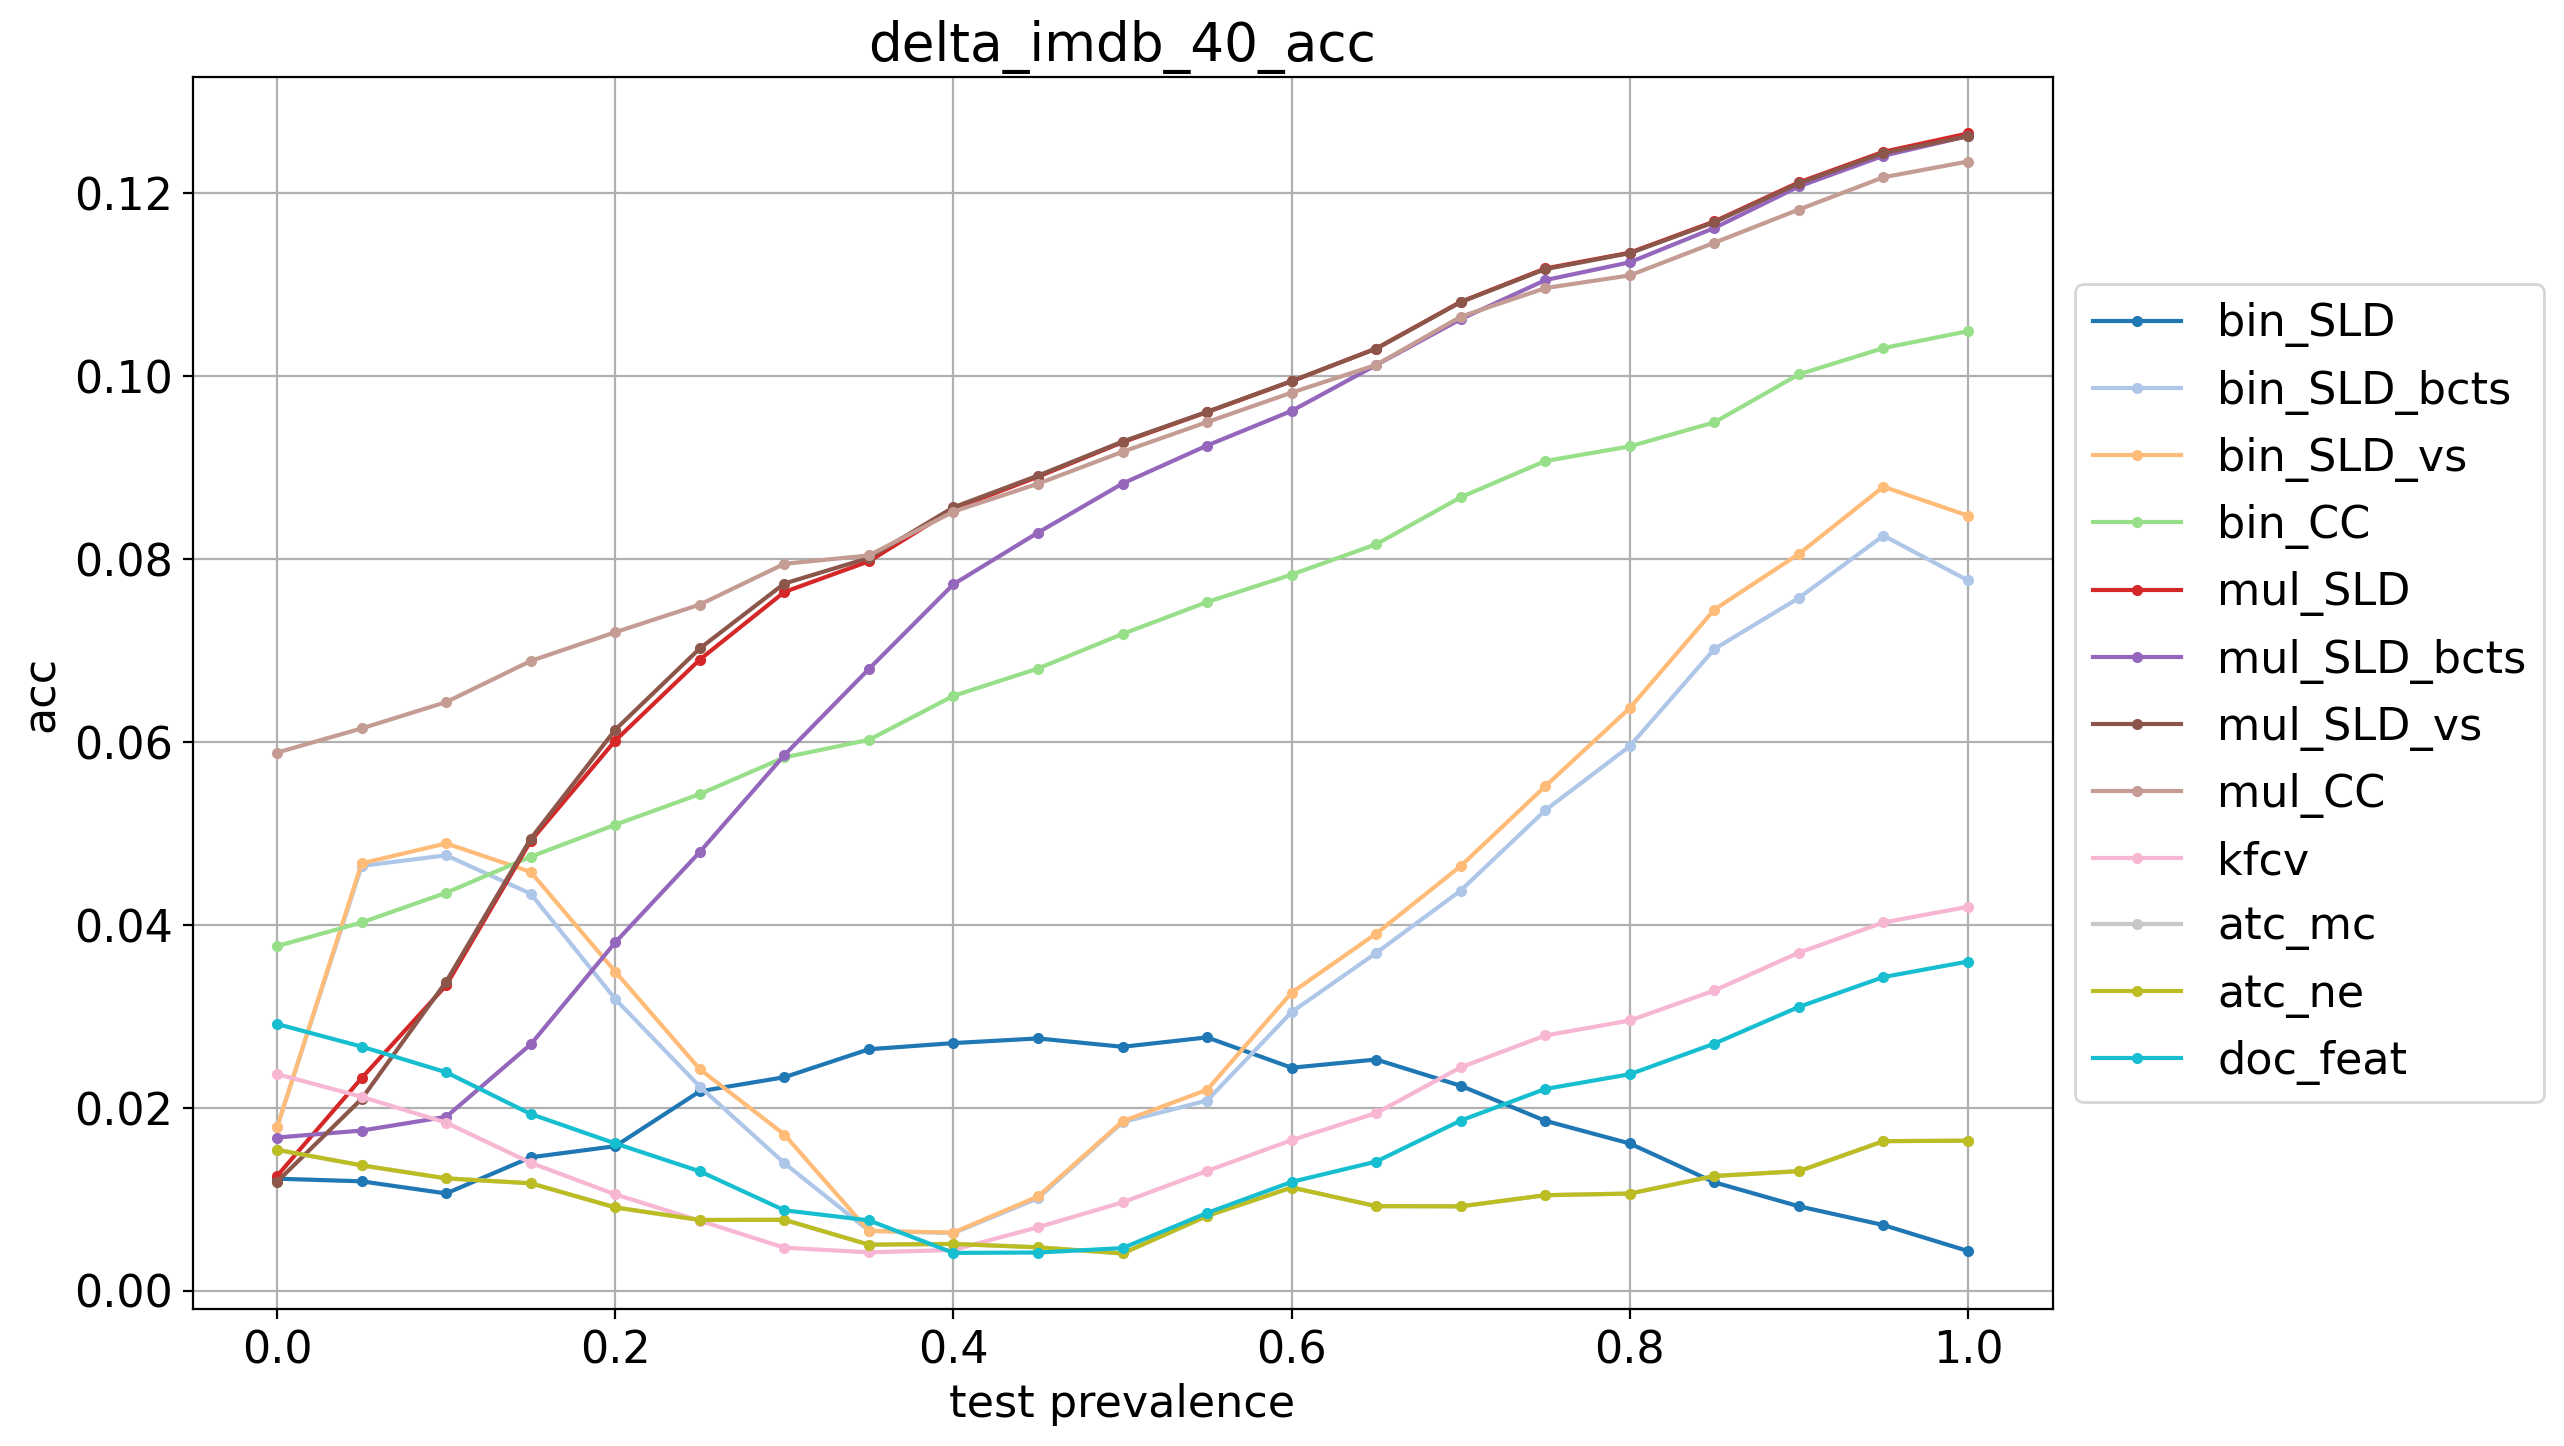 delta_imdb_40_acc
acc
0.12
0.10
0.08
0.06
0.04
0.02
0.00
0.0 0.2 0.4 0.6 0.8 1.0
test prevalence
bin_SLD
bin_SLD_bcts
bin_SLD_vs
bin_CC
mul_SLD
mul_SLD_bcts
mul_SLD_vs
mul_CC
kfcv
atc_mc
atc_ne
doc_feat